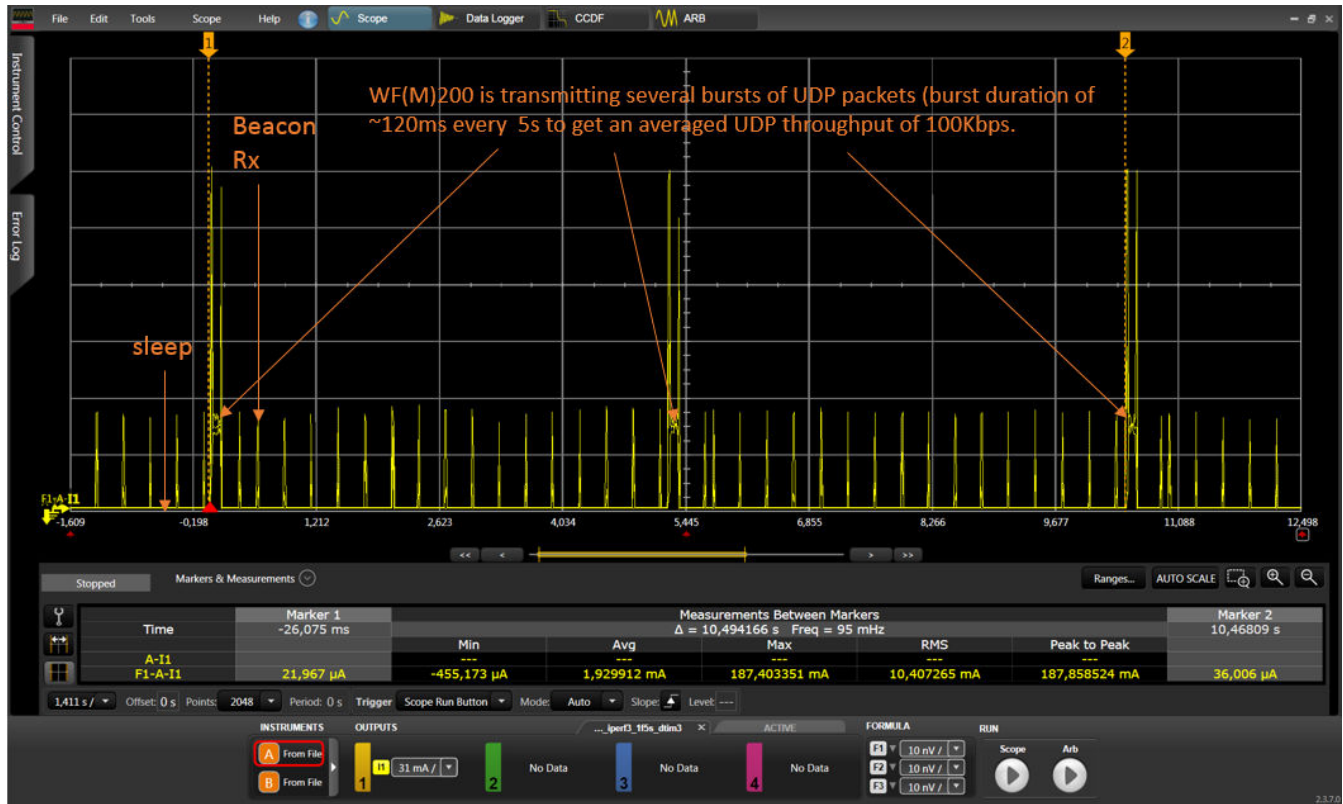 File Edit Tools Scope Help Scope Data Logger CCDF ARB
Instrument Control
Error Log
1
2
WF(M)200 is transmitting several bursts of UDP packets (burst duration of
~120ms every 5s to get an averaged UDP throughput of 100Kbps.
Beacon
Rx
sleep
F1-A-I1
-1,609 -0,198 1,212 2,623 4,034 5,445 6,855 8,266 9,677 11,088 12,498
<< < > >>
Stopped Markers & Measurements Ranges... AUTO SCALE
Marker 1 Measurements Between Markers Marker 2
Time -26,075 ms Δ = 10,494166 s Freq = 95 mHz 10,46809 s
Min Avg Max RMS Peak to Peak
A-I1 --- --- --- --- ---
F1-A-I1 21,967 µA -455,173 µA 1,929912 mA 187,403351 mA 10,407265 mA 187,858524 mA 36,006 µA
1,411 s / Offset: 0 s Points: 2048 Period: 0 s Trigger Scope Run Button Mode: Auto Slope: Level: ---
INSTRUMENTS OUTPUTS ..._iperf3_1f5s_dtim3 X ACTIVE FORMULA RUN
A From File 1 I1 31 mA / 2 No Data 3 No Data 4 No Data F1 10 nV / Scope Arb
F2 10 nV /
B From File F3 10 nV /
2.3.7.0